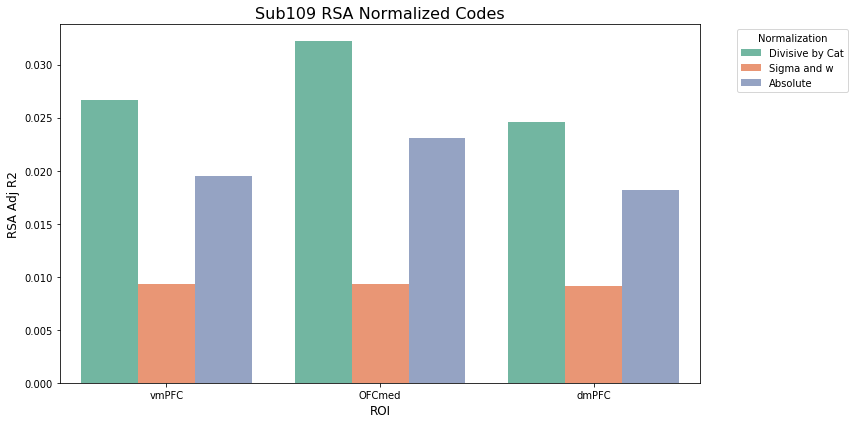 Sub109 RSA Normalized Codes
Normalization
Divisive by Cat
Sigma and w
Absolute
RSA Adj R2
0.030
0.025
0.020
0.015
0.010
0.005
0.000
vmPFC
OFCmed
dmPFC
ROI